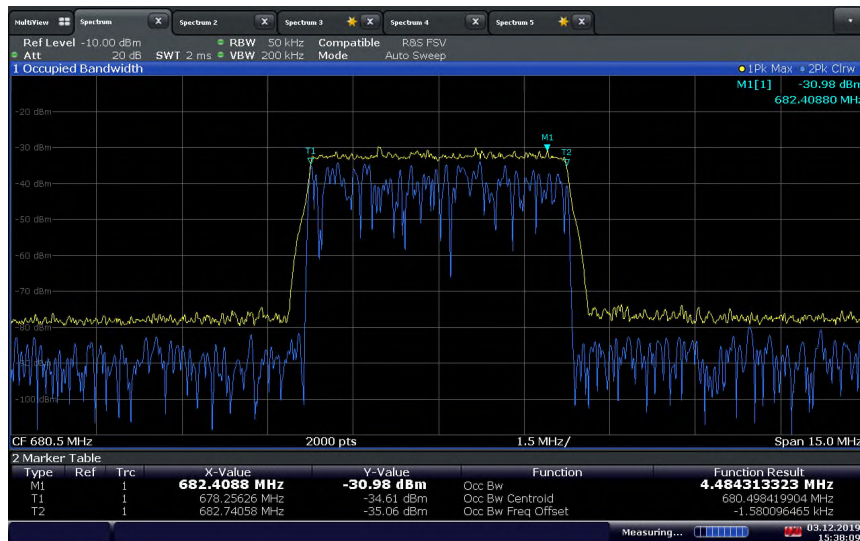 MultiView Spectrum X Spectrum 2 X Spectrum 3 X Spectrum 4 X Spectrum 5 X
Ref Level -10.00 dBm RBW 50 kHz Compatible R&S FSV
Att 20 dB SWT 2 ms VBW 200 kHz Mode Auto Sweep
1 Occupied Bandwidth 1Pk Max 2Pk Clrw
M1[1] -30.98 dBm
682.40880 MHz
-20 dBm
M1
-30 dBm
T1 T2
-40 dBm
-50 dBm
-60 dBm
-70 dBm
-80 dBm
-100 dBm
CF 680.5 MHz 2000 pts 1.5 MHz/ Span 15.0 MHz
2 Marker Table
Type Ref Trc X-Value Y-Value Function Function Result
M1 1 682.4088 MHz -30.98 dBm Occ Bw 4.484313323 MHz
T1 1 678.25626 MHz -34.61 dBm Occ Bw Centroid 680.498419904 MHz
T2 1 682.74058 MHz -35.06 dBm Occ Bw Freq Offset -1.580096465 kHz
Measuring... 03.12.2019
15:38:09